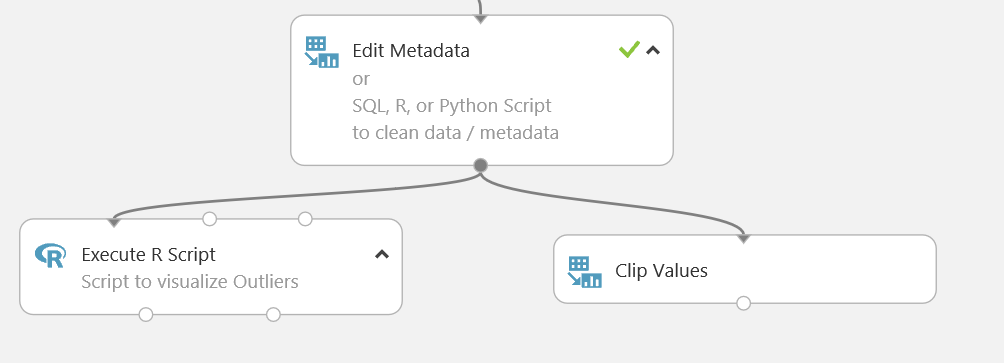 Edit Metadata
or
SQL, R, or Python Script
to clean data / metadata
Execute R Script
Script to visualize Outliers
Clip Values